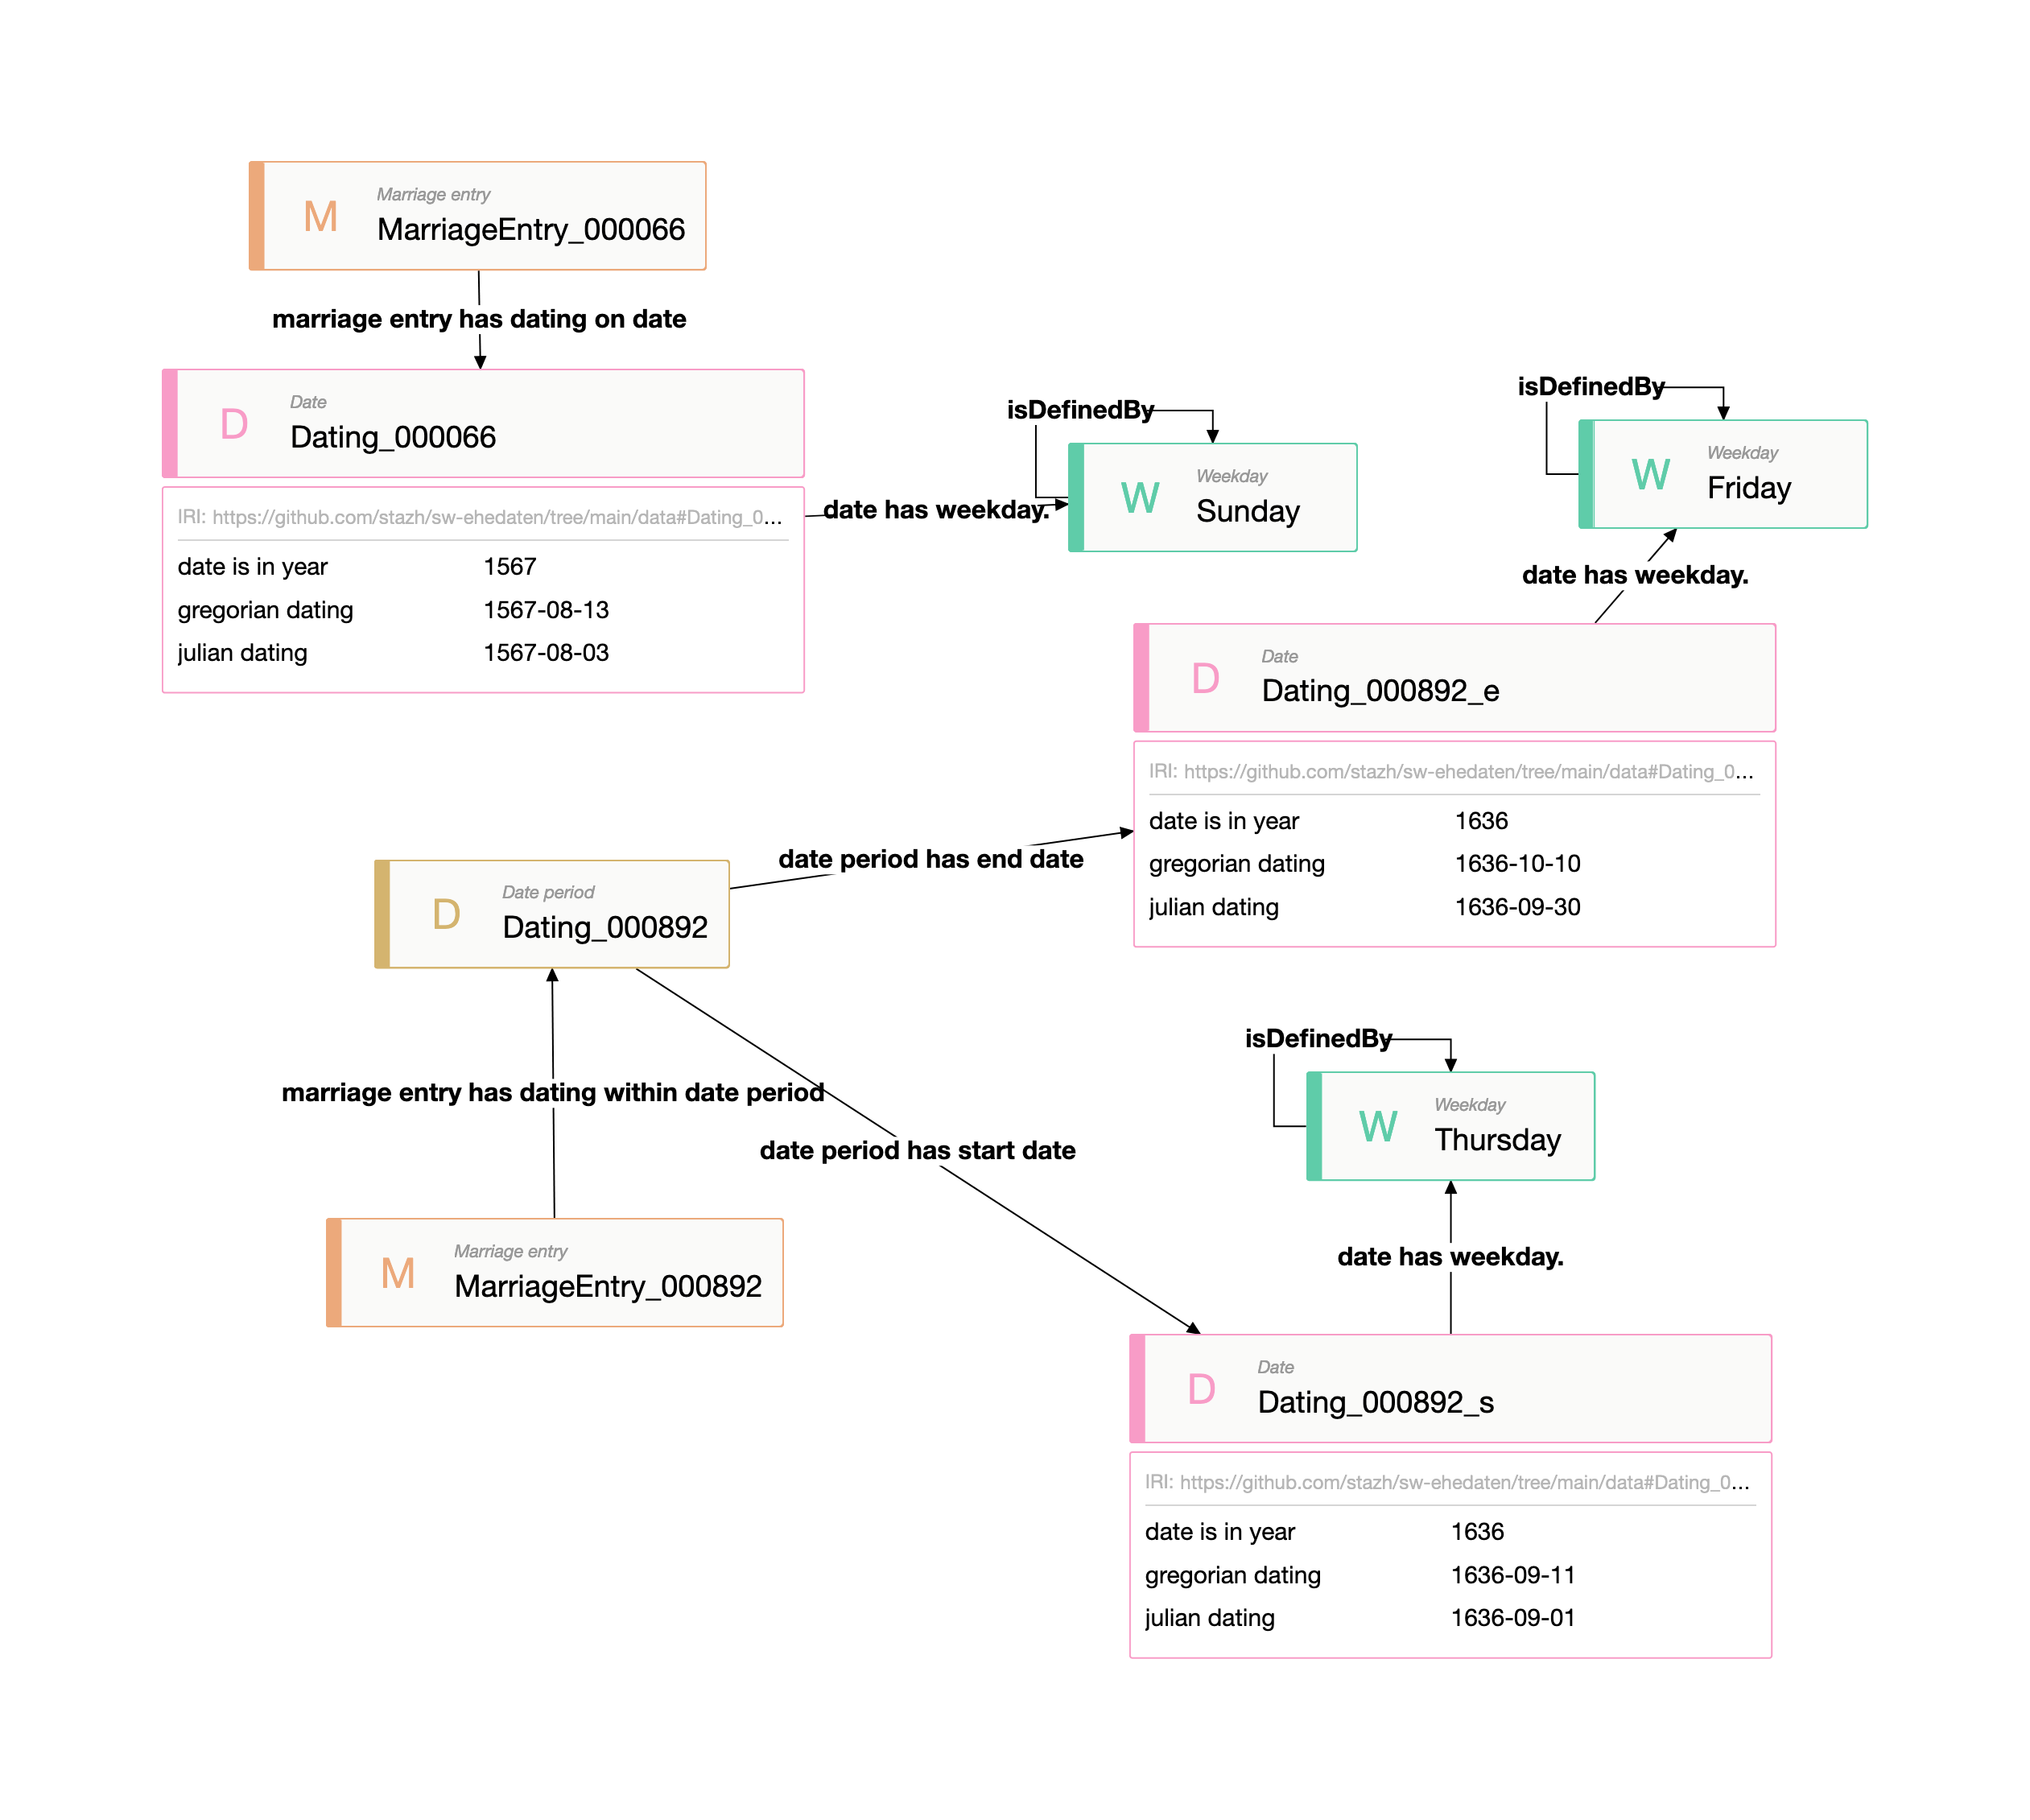 M
Marriage entry
MarriageEntry_000066
marriage entry has dating on date
D
Date
Dating_000066
IRI: https://github.com/stazh/sw-ehedaten/tree/main/data#Dating_0...
date is in year 1567
gregorian dating 1567-08-13
julian dating 1567-08-03
date has weekday.
isDefinedBy
W
Weekday
Sunday
isDefinedBy
W
Weekday
Friday
date has weekday.
D
Date
Dating_000892_e
IRI: https://github.com/stazh/sw-ehedaten/tree/main/data#Dating_0...
date is in year 1636
gregorian dating 1636-10-10
julian dating 1636-09-30
date period has end date
D
Date period
Dating_000892
marriage entry has dating within date period
date period has start date
M
Marriage entry
MarriageEntry_000892
isDefinedBy
W
Weekday
Thursday
date has weekday.
D
Date
Dating_000892_s
IRI: https://github.com/stazh/sw-ehedaten/tree/main/data#Dating_0...
date is in year 1636
gregorian dating 1636-09-11
julian dating 1636-09-01